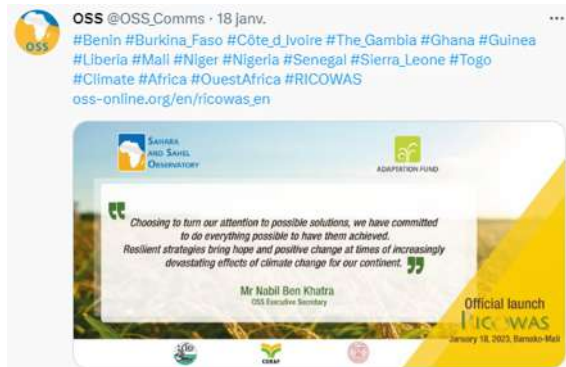 OSS @OSS_Comms · 18 janv.
#Benin #Burkina_Faso #Côte_d_Ivoire #The_Gambia #Ghana #Guinea
#Liberia #Mali #Niger #Nigeria #Senegal #Sierra_Leone #Togo
#Climate #Africa #OuestAfrica #RICOWAS
oss-online.org/en/ricowas_en
OSS
SAHARA
AND SAHEL
OBSERVATORY
af
ADAPTATION FUND
Choosing to turn our attention to possible solutions, we have committed
to do everything possible to have them achieved.
Resilient strategies bring hope and positive change at times of increasingly
devastating effects of climate change for our continent.
Mr Nabil Ben Khatra
OSS Executive Secretary
Official launch
RICOWAS
January 18, 2023, Bamako-Mali
CORAF